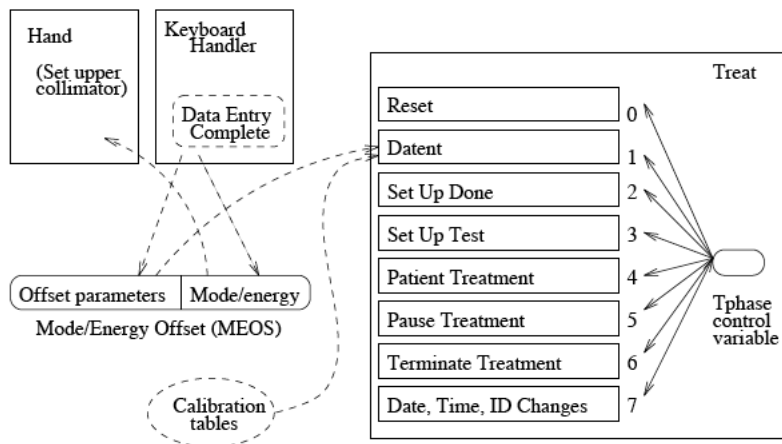 Hand
(Set upper
collimator)
Keyboard
Handler
Data Entry
Complete
Treat
Reset
0
Datent
1
Set Up Done
2
Set Up Test
3
Patient Treatment
4
Pause Treatment
5
Terminate Treatment
6
Date, Time, ID Changes
7
Tphase
control
variable
Offset parameters
Mode/energy
Mode/Energy Offset (MEOS)
Calibration
tables